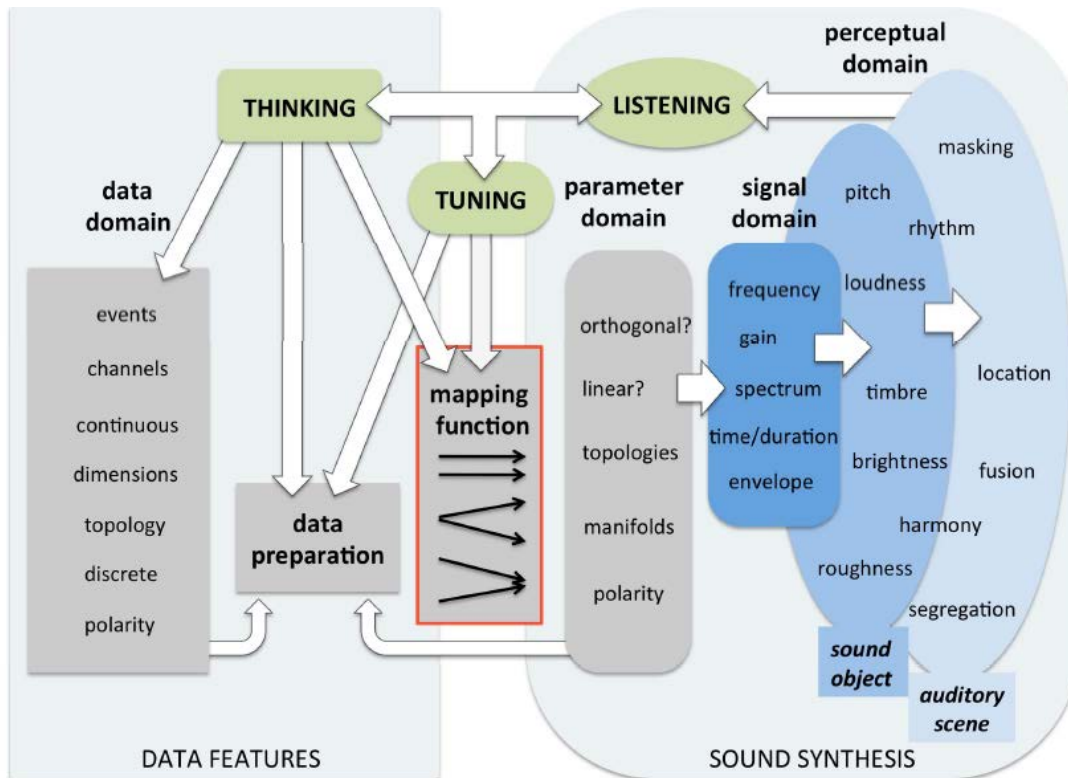 perceptual
domain
THINKING
LISTENING
masking
data
domain
TUNING
parameter
domain
signal
domain
pitch
rhythm
events
channels
continuous
dimensions
topology
discrete
polarity
data
preparation
mapping
function
orthogonal?
linear?
topologies
manifolds
polarity
frequency
gain
spectrum
time/duration
envelope
loudness
timbre
brightness
harmony
roughness
location
fusion
segregation
sound
object
auditory
scene
DATA FEATURES
SOUND SYNTHESIS